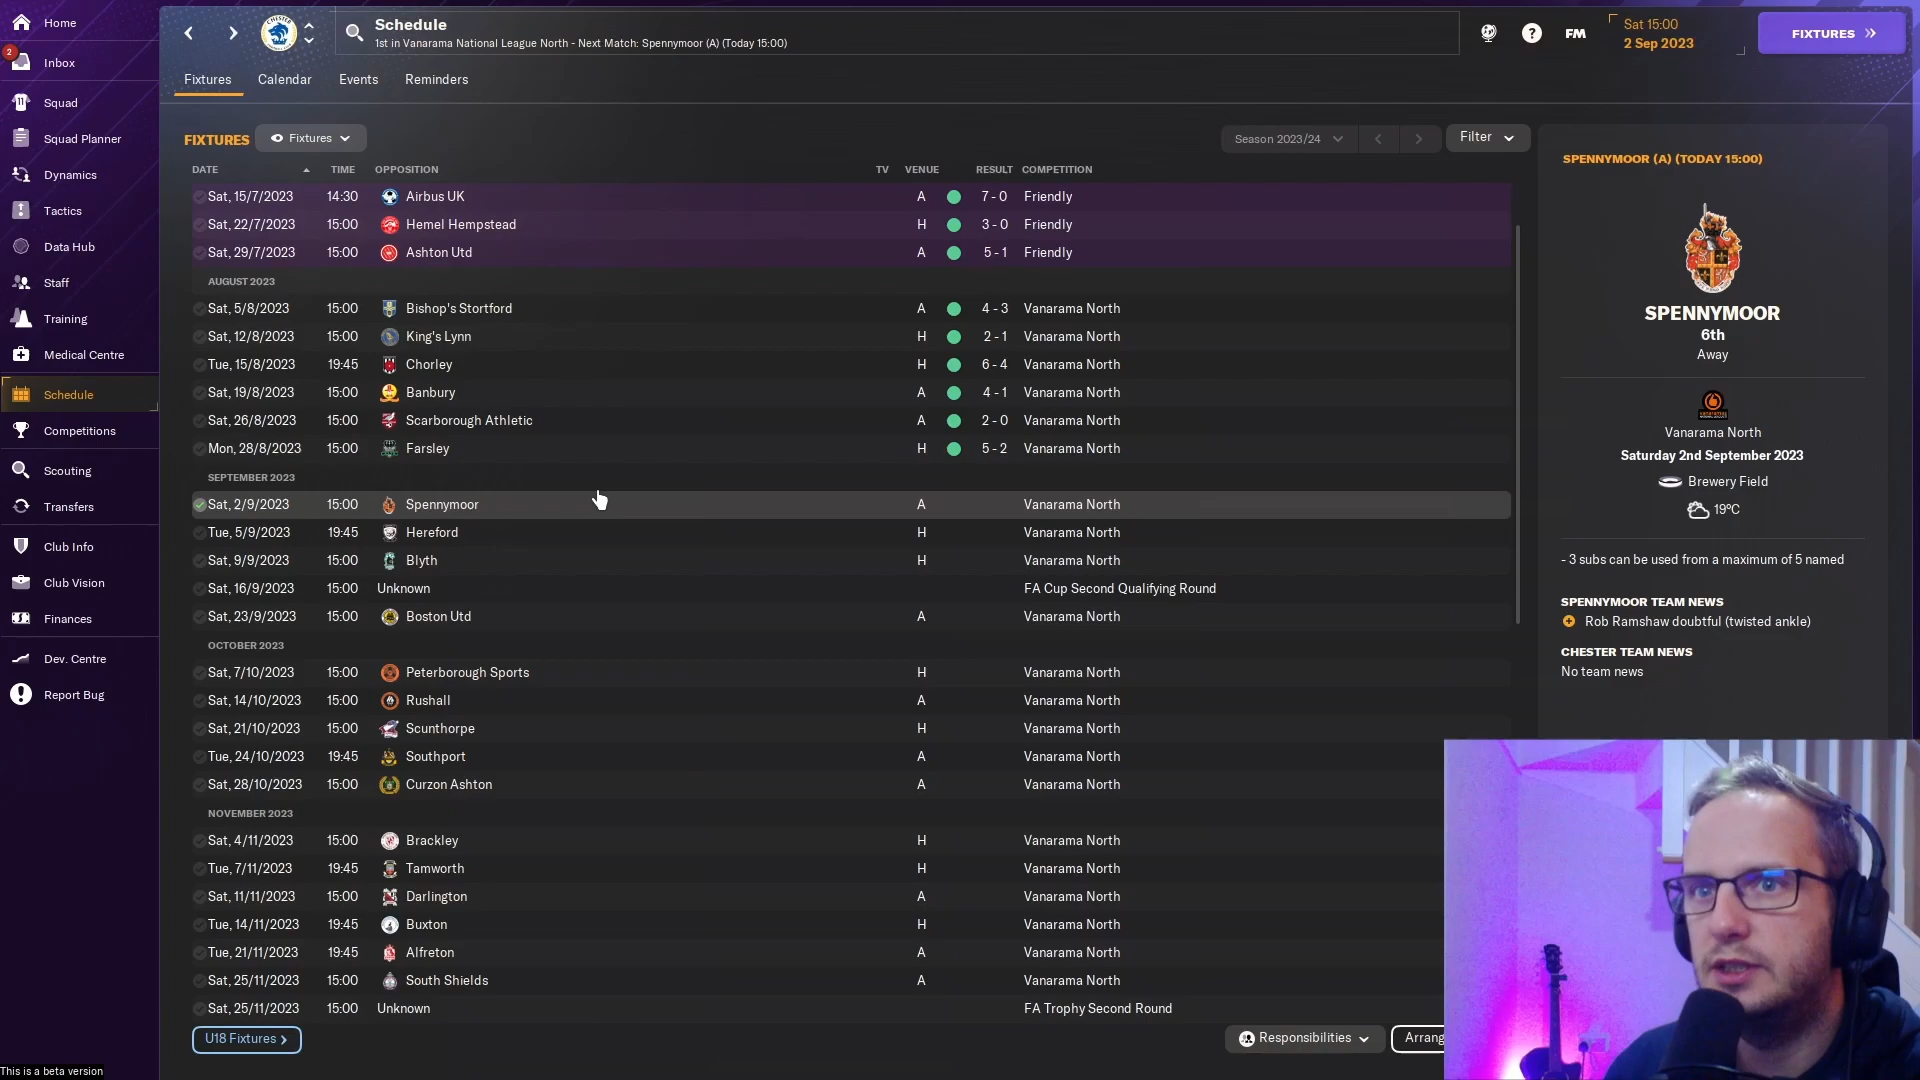 Home
2
Inbox
Squad
Squad Planner
Dynamics
Tactics
Data Hub
Staff
Training
Medical Centre
Schedule
Competitions
Scouting
Transfers
Club Info
Club Vision
Finances
Dev. Centre
Report Bug
This is a beta version
CHESTER
Schedule
1st in Vanarama National League North - Next Match: Spennymoor (A) (Today 15:00)
?
FM
Sat 15:00
2 Sep 2023
FIXTURES
Fixtures Calendar Events Reminders
FIXTURES Fixtures Season 2023/24 Filter
DATE TIME OPPOSITION TV VENUE RESULT COMPETITION
Sat, 15/7/2023 14:30 Airbus UK A 7 - 0 Friendly
Sat, 22/7/2023 15:00 Hemel Hempstead H 3 - 0 Friendly
Sat, 29/7/2023 15:00 Ashton Utd A 5 - 1 Friendly
AUGUST 2023
Sat, 5/8/2023 15:00 Bishop's Stortford A 4 - 3 Vanarama North
Sat, 12/8/2023 15:00 King's Lynn H 2 - 1 Vanarama North
Tue, 15/8/2023 19:45 Chorley H 6 - 4 Vanarama North
Sat, 19/8/2023 15:00 Banbury A 4 - 1 Vanarama North
Sat, 26/8/2023 15:00 Scarborough Athletic A 2 - 0 Vanarama North
Mon, 28/8/2023 15:00 Farsley H 5 - 2 Vanarama North
SEPTEMBER 2023
Sat, 2/9/2023 15:00 Spennymoor A Vanarama North
Tue, 5/9/2023 19:45 Hereford H Vanarama North
Sat, 9/9/2023 15:00 Blyth H Vanarama North
Sat, 16/9/2023 15:00 Unknown FA Cup Second Qualifying Round
Sat, 23/9/2023 15:00 Boston Utd A Vanarama North
OCTOBER 2023
Sat, 7/10/2023 15:00 Peterborough Sports H Vanarama North
Sat, 14/10/2023 15:00 Rushall A Vanarama North
Sat, 21/10/2023 15:00 Scunthorpe H Vanarama North
Tue, 24/10/2023 19:45 Southport A Vanarama North
Sat, 28/10/2023 15:00 Curzon Ashton A Vanarama North
NOVEMBER 2023
Sat, 4/11/2023 15:00 Brackley H Vanarama North
Tue, 7/11/2023 19:45 Tamworth H Vanarama North
Sat, 11/11/2023 15:00 Darlington A Vanarama North
Tue, 14/11/2023 19:45 Buxton H Vanarama North
Tue, 21/11/2023 19:45 Alfreton A Vanarama North
Sat, 25/11/2023 15:00 South Shields A Vanarama North
Sat, 25/11/2023 15:00 Unknown FA Trophy Second Round
U18 Fixtures Responsibilities Arrang
SPENNYMOOR (A) (TODAY 15:00)
SPENNYMOOR
6th
Away
Vanarama North
Saturday 2nd September 2023
Brewery Field
19ºC
- 3 subs can be used from a maximum of 5 named
SPENNYMOOR TEAM NEWS
Rob Ramshaw doubtful (twisted ankle)
CHESTER TEAM NEWS
No team news